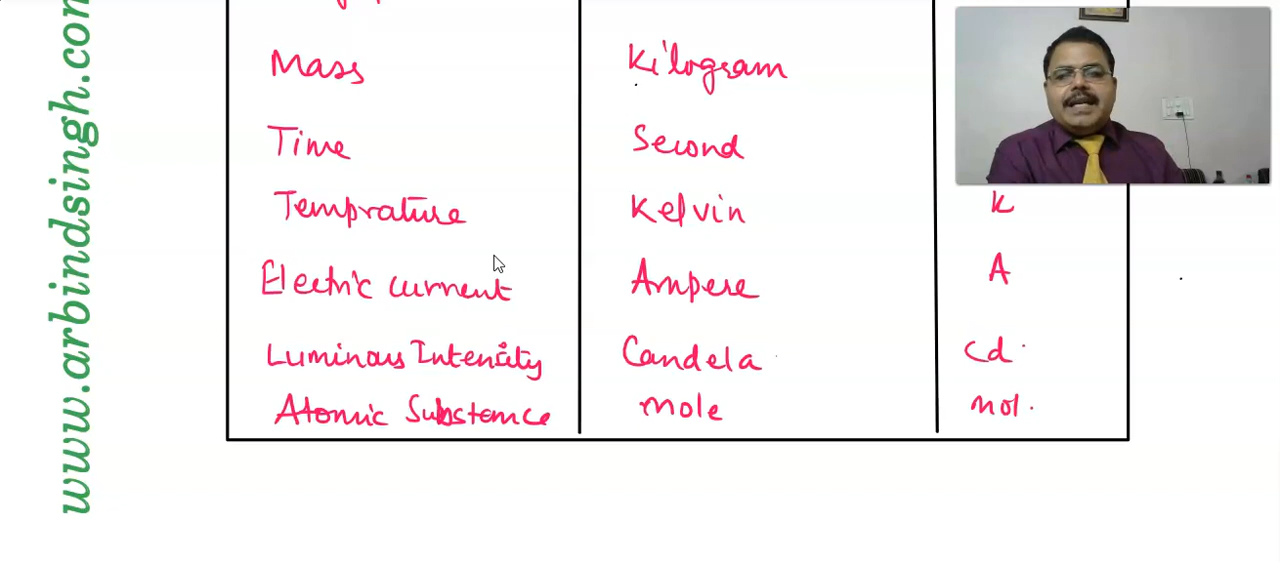 www.arbindsingh.com
Mass Kilogram
Time Second
Temprature Kelvin K
Electric current Ampere A
Luminous Intensity Candela Cd
Atomic Substance mole mol.